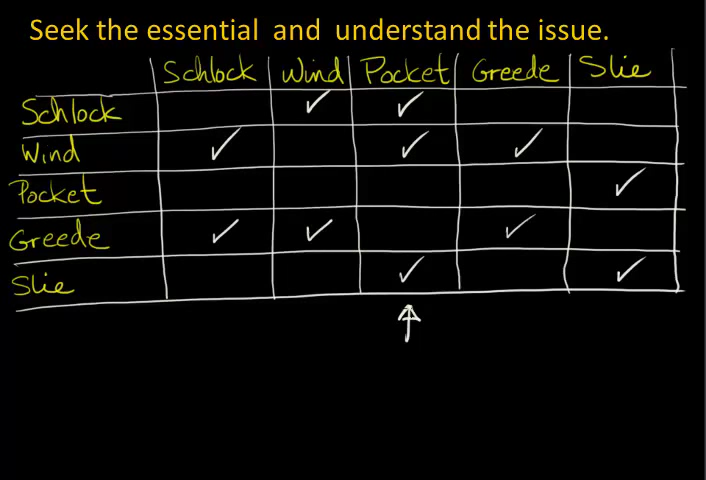 Seek the essential and understand the issue.
Schlock Wind Pocket Greede Slie
Schlock ✓ ✓
Wind ✓ ✓ ✓
Pocket ✓
Greede ✓ ✓ ✓
Slie ✓ ✓